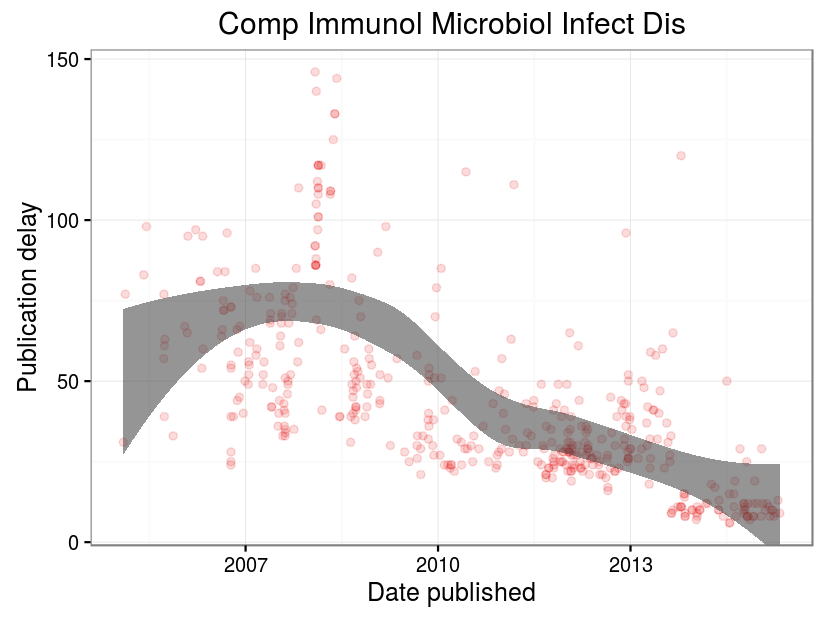 Comp Immunol Microbiol Infect Dis
Publication delay
150
100
50
0
2007
2010
2013
Date published